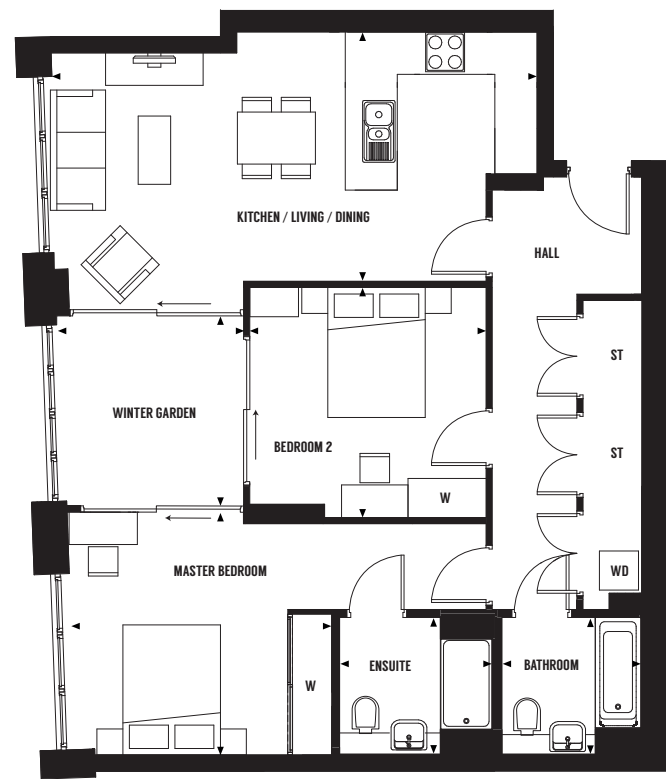 KITCHEN / LIVING / DINING
HALL
ST
WINTER GARDEN
BEDROOM 2
ST
W
MASTER BEDROOM
WD
W
ENSUITE
BATHROOM